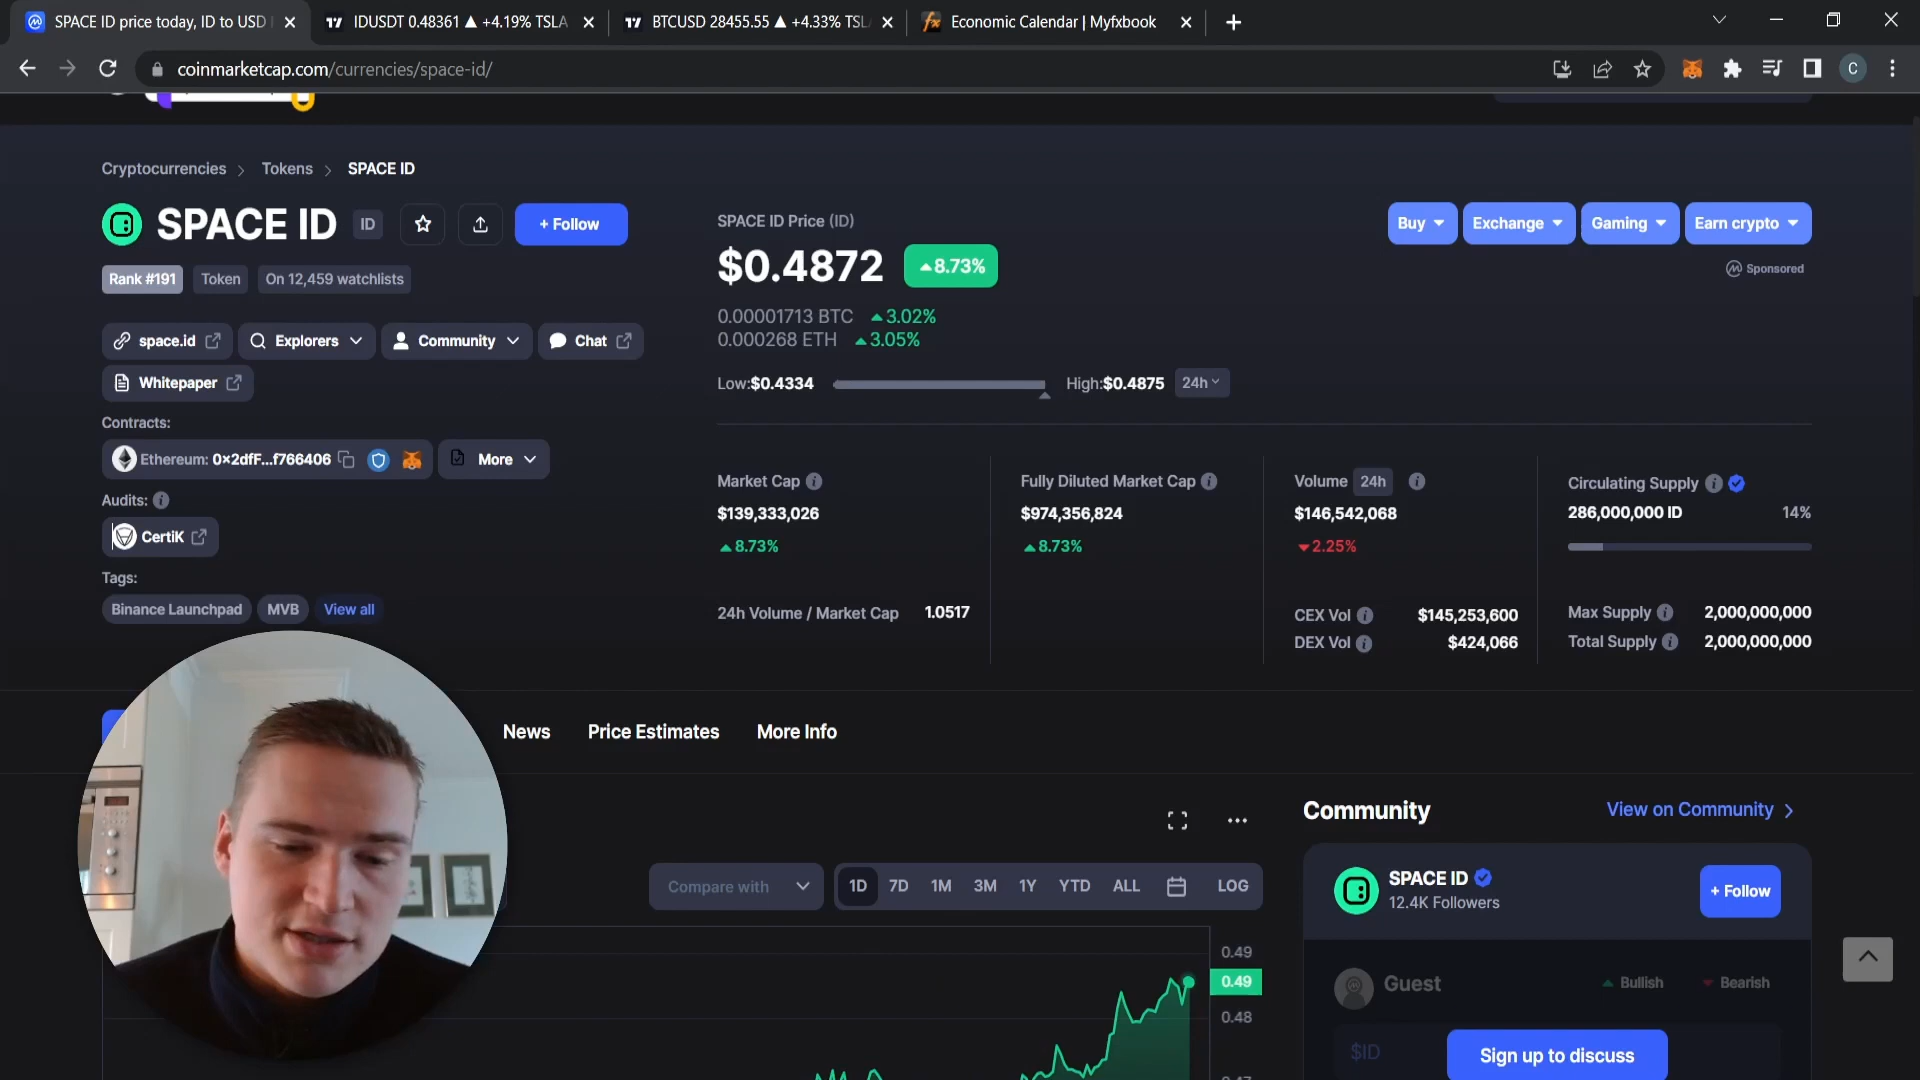 SPACE ID price today, ID to USD
IDUSDT 0.48361 ▲ +4.19% TSLA
BTCUSD 28455.55 ▲ +4.33% TSL
Economic Calendar | Myfxbook
coinmarketcap.com/currencies/space-id/
C
Cryptocurrencies > Tokens > SPACE ID
SPACE ID
ID
+ Follow
Rank #191
Token
On 12,459 watchlists
space.id
Explorers
Community
Chat
Whitepaper
Contracts:
Ethereum: 0x2dfF...f766406
More
Audits:
CertiK
Tags:
Binance Launchpad
MVB
View all
SPACE ID Price (ID)
$0.4872
▲8.73%
0.00001713 BTC ▲3.02%
0.000268 ETH ▲3.05%
Low:$0.4334
High:$0.4875
24h
Buy
Exchange
Gaming
Earn crypto
Sponsored
Market Cap
$139,333,026
▲8.73%
24h Volume / Market Cap 1.0517
Fully Diluted Market Cap
$974,356,824
▲8.73%
Volume 24h
$146,542,068
▼2.25%
CEX Vol $145,253,600
DEX Vol $424,066
Circulating Supply
286,000,000 ID 14%
Max Supply 2,000,000,000
Total Supply 2,000,000,000
News
Price Estimates
More Info
Compare with
1D 7D 1M 3M 1Y YTD ALL LOG
0.49
0.49
0.48
Community
View on Community >
SPACE ID
12.4K Followers
+ Follow
Guest
▲ Bullish
▼ Bearish
$ID
Sign up to discuss